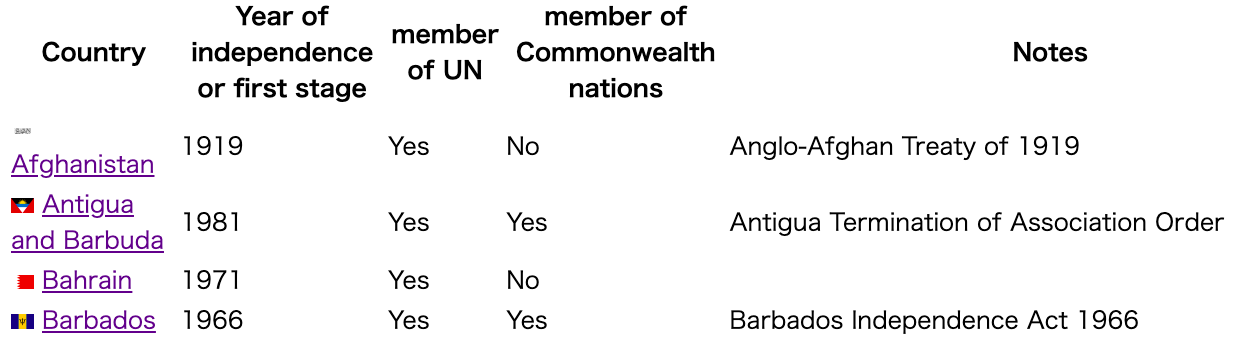 Country Year of independence or first stage member of UN member of Commonwealth nations Notes
Afghanistan 1919 Yes No Anglo-Afghan Treaty of 1919
Antigua and Barbuda 1981 Yes Yes Antigua Termination of Association Order
Bahrain 1971 Yes No
Barbados 1966 Yes Yes Barbados Independence Act 1966